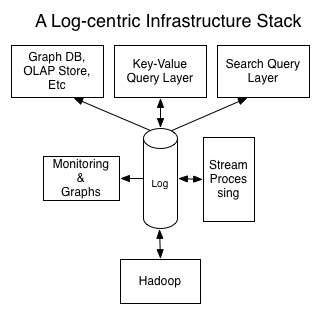 A Log-centric Infrastructure Stack
Graph DB,
OLAP Store,
Etc
Key-Value
Query Layer
Search Query
Layer
Monitoring
&
Graphs
Log
Stream
Proces
sing
Hadoop